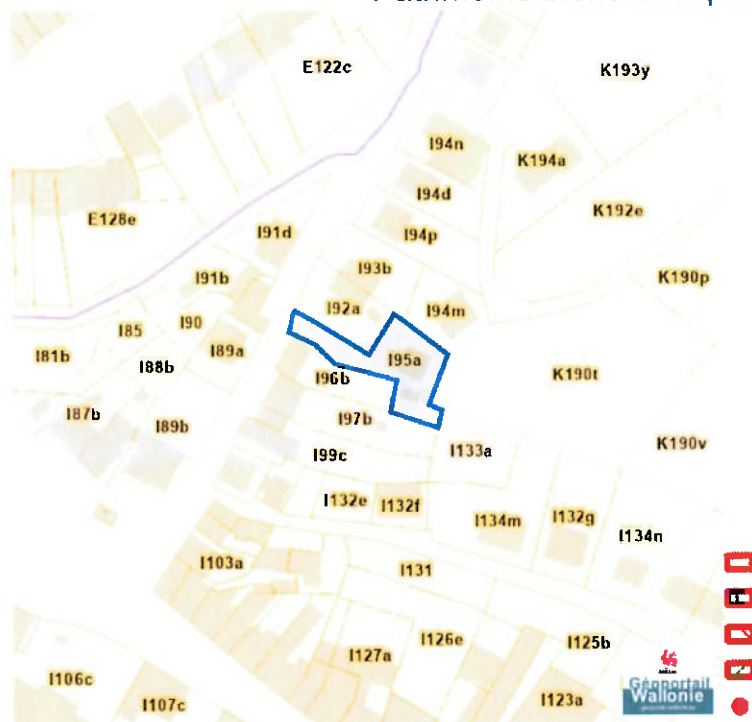 E122c
K193y
I94n
K194a
I94d
K192e
E128e
I94p
I91d
I93b
I91b
K190p
I92a
I94m
I90
I85
I89a
I95a
I81b
I88b
I96b
K190t
I87b
I97b
I89b
I133a
K190v
I99c
I132e
I132f
I134m
I132g
I134n
I103a
I131
I126e
I125b
I127a
I106c
I107c
I123a
Géoportail
Wallonie